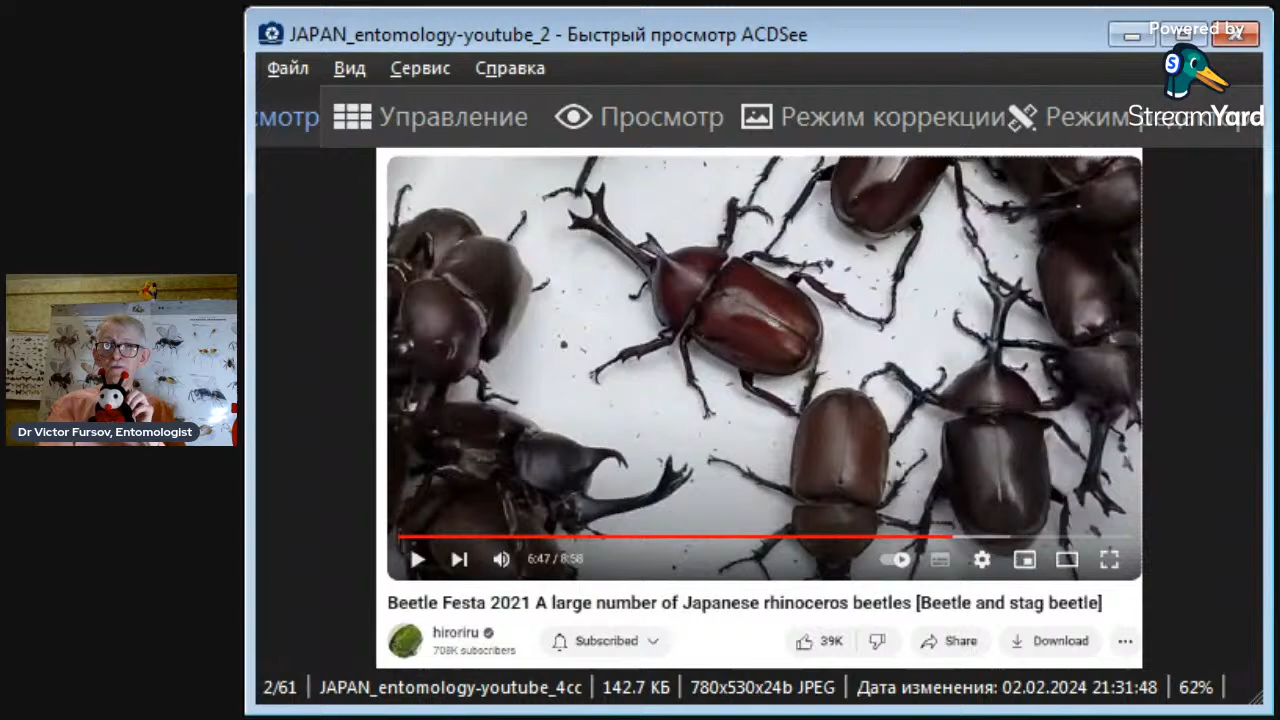 JAPAN_entomology-youtube_2 - Быстрый просмотр ACDSee
Powered by
StreamYard
Файл Вид Сервис Справка
смотр Управление Просмотр Режим коррекции
Dr Victor Fursov, Entomologist
6:47 / 8:58
Beetle Festa 2021 A large number of Japanese rhinoceros beetles [Beetle and stag beetle]
hiroriru
708K subscribers
Subscribed
39K
Share
Download
2/61 JAPAN_entomology-youtube_4cc 142.7 КБ 780x530x24b JPEG Дата изменения: 02.02.2024 21:31:48 62%